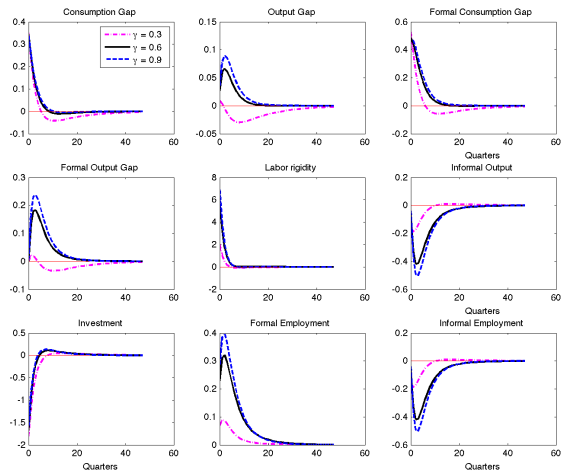 Consumption Gap
0.4
0.3
0.2
0.1
0
-0.1
0 20 40 60
γ = 0.3
γ = 0.6
γ = 0.9
Output Gap
0.15
0.1
0.05
0
-0.05
0 20 40 60
Formal Consumption Gap
0.6
0.4
0.2
0
-0.2
0 20 40 60
Quarters
Formal Output Gap
0.3
0.2
0.1
0
-0.1
0 20 40 60
Labor rigidity
8
6
4
2
0
-2
0 20 40 60
Informal Output
0.2
0
-0.2
-0.4
-0.6
0 20 40 60
Quarters
Investment
0.5
0
-0.5
-1
-1.5
-2
0 20 40 60
Quarters
Formal Employment
0.4
0.3
0.2
0.1
0
0 20 40 60
Quarters
Informal Employment
0.2
0
-0.2
-0.4
-0.6
0 20 40 60
Quarters